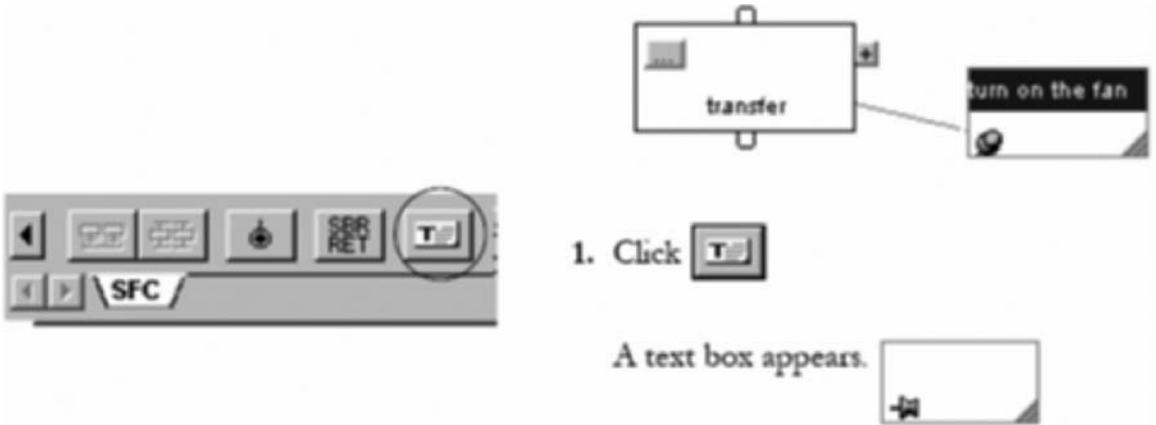 SBR
RET
T
SFC
...
transfer
turn on the fan
1. Click T
A text box appears.